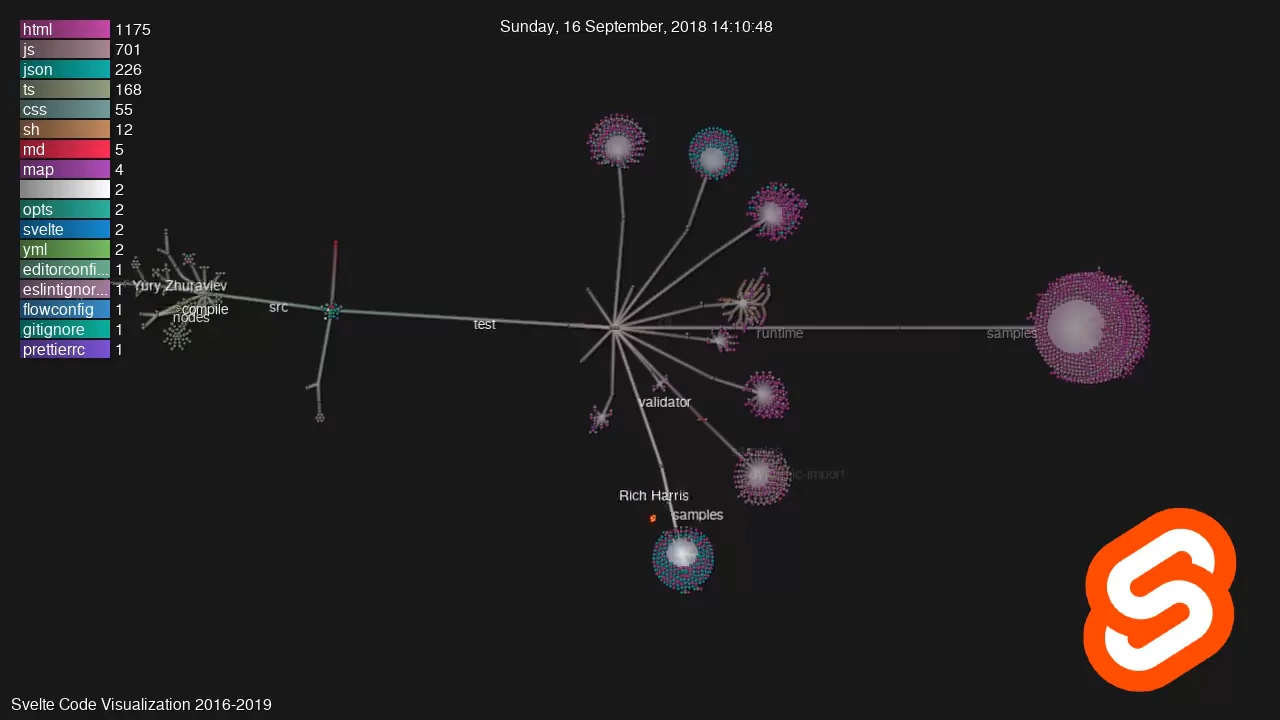 Sunday, 16 September, 2018 14:10:48
html 1175
js 701
json 226
ts 168
css 55
sh 12
md 5
map 4
2
opts 2
svelte 2
yml 2
editorconfi... 1
eslintignor... 1
flowconfig 1
gitignore 1
prettierrc 1
Yury Zhuravlev
src
compile
nodes
test
runtime
samples
validator
Rich Harris
samples
Svelte Code Visualization 2016-2019